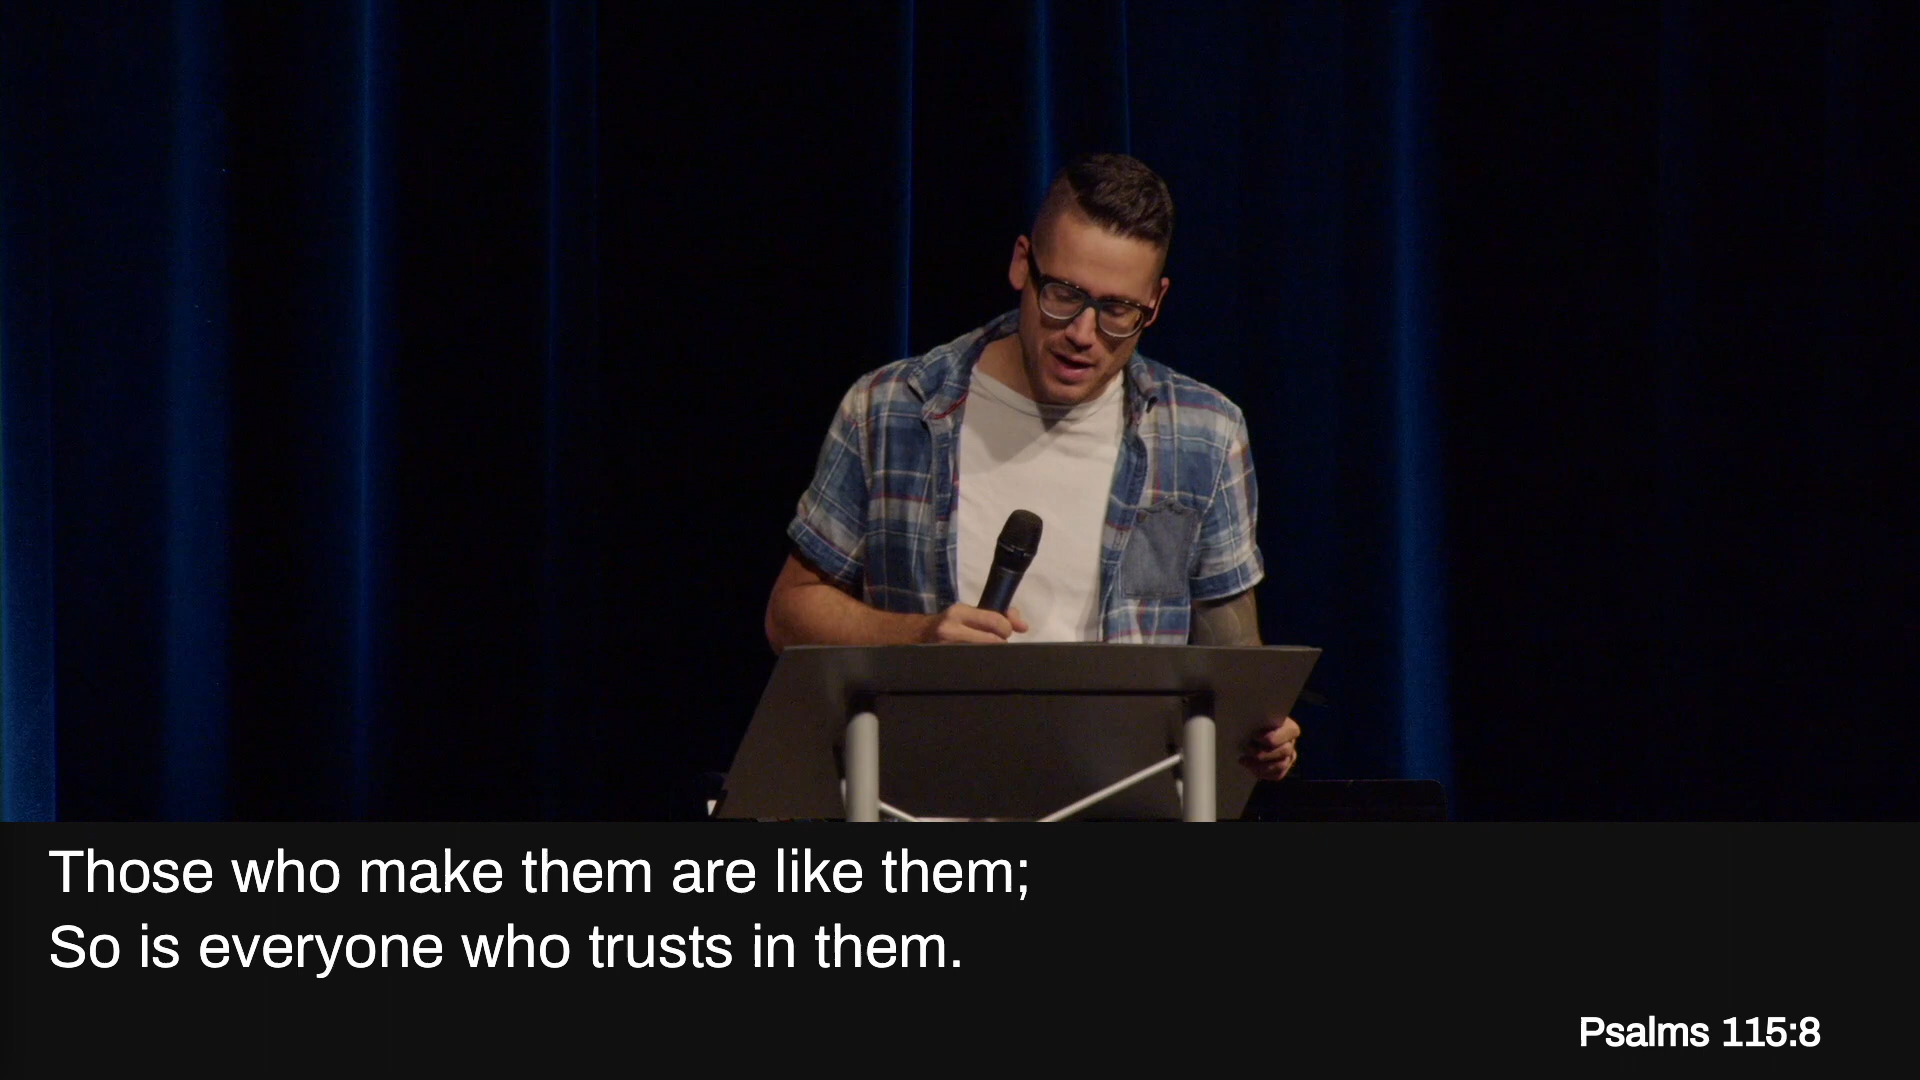 Those who make them are like them;
So is everyone who trusts in them.
Psalms 115:8